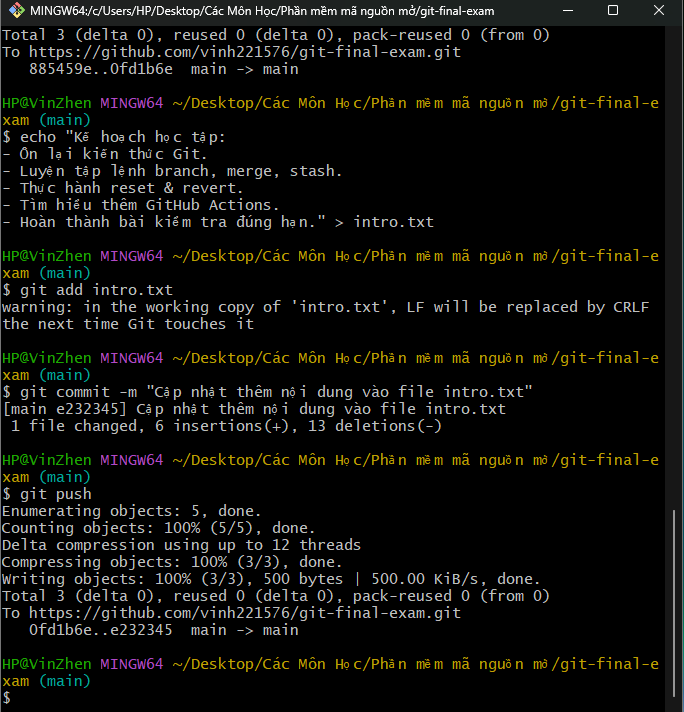 MINGW64:/c/Users/HP/Desktop/Các Môn Học/Phần mềm mã nguồn mở/git-final-exam
Total 3 (delta 0), reused 0 (delta 0), pack-reused 0 (from 0)
To https://github.com/vinh221576/git-final-exam.git
   885459e..0fd1b6e  main -> main
HP@VinZhen MINGW64 ~/Desktop/Các Môn Học/Phần mềm mã nguồn mở/git-final-e
xam (main)
$ echo "Kế hoạch học tập:
- Ôn lại kiến thức Git.
- Luyện tập lệnh branch, merge, stash.
- Thực hành reset & revert.
- Tìm hiểu thêm GitHub Actions.
- Hoàn thành bài kiểm tra đúng hạn." > intro.txt
HP@VinZhen MINGW64 ~/Desktop/Các Môn Học/Phần mềm mã nguồn mở/git-final-e
xam (main)
$ git add intro.txt
warning: in the working copy of 'intro.txt', LF will be replaced by CRLF
the next time Git touches it
HP@VinZhen MINGW64 ~/Desktop/Các Môn Học/Phần mềm mã nguồn mở/git-final-e
xam (main)
$ git commit -m "Cập nhật thêm nội dung vào file intro.txt"
[main e232345] Cập nhật thêm nội dung vào file intro.txt
 1 file changed, 6 insertions(+), 13 deletions(-)
HP@VinZhen MINGW64 ~/Desktop/Các Môn Học/Phần mềm mã nguồn mở/git-final-e
xam (main)
$ git push
Enumerating objects: 5, done.
Counting objects: 100% (5/5), done.
Delta compression using up to 12 threads
Compressing objects: 100% (3/3), done.
Writing objects: 100% (3/3), 500 bytes | 500.00 KiB/s, done.
Total 3 (delta 0), reused 0 (delta 0), pack-reused 0 (from 0)
To https://github.com/vinh221576/git-final-exam.git
   0fd1b6e..e232345  main -> main
HP@VinZhen MINGW64 ~/Desktop/Các Môn Học/Phần mềm mã nguồn mở/git-final-e
xam (main)
$